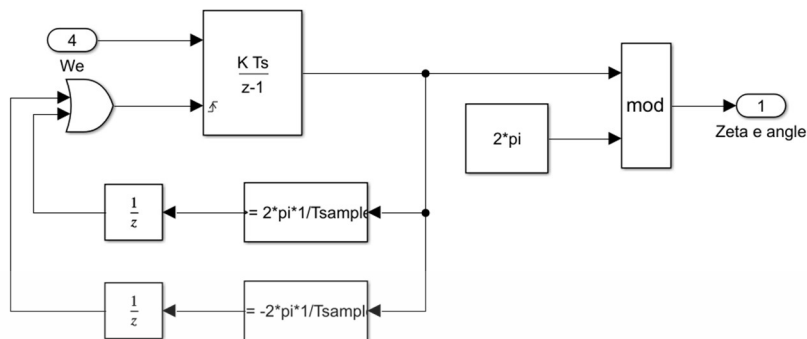 4
We
K Ts
z-1
2*pi
mod
1
Zeta e angle
1
z
= 2*pi*1/Tsample
1
z
= -2*pi*1/Tsampl